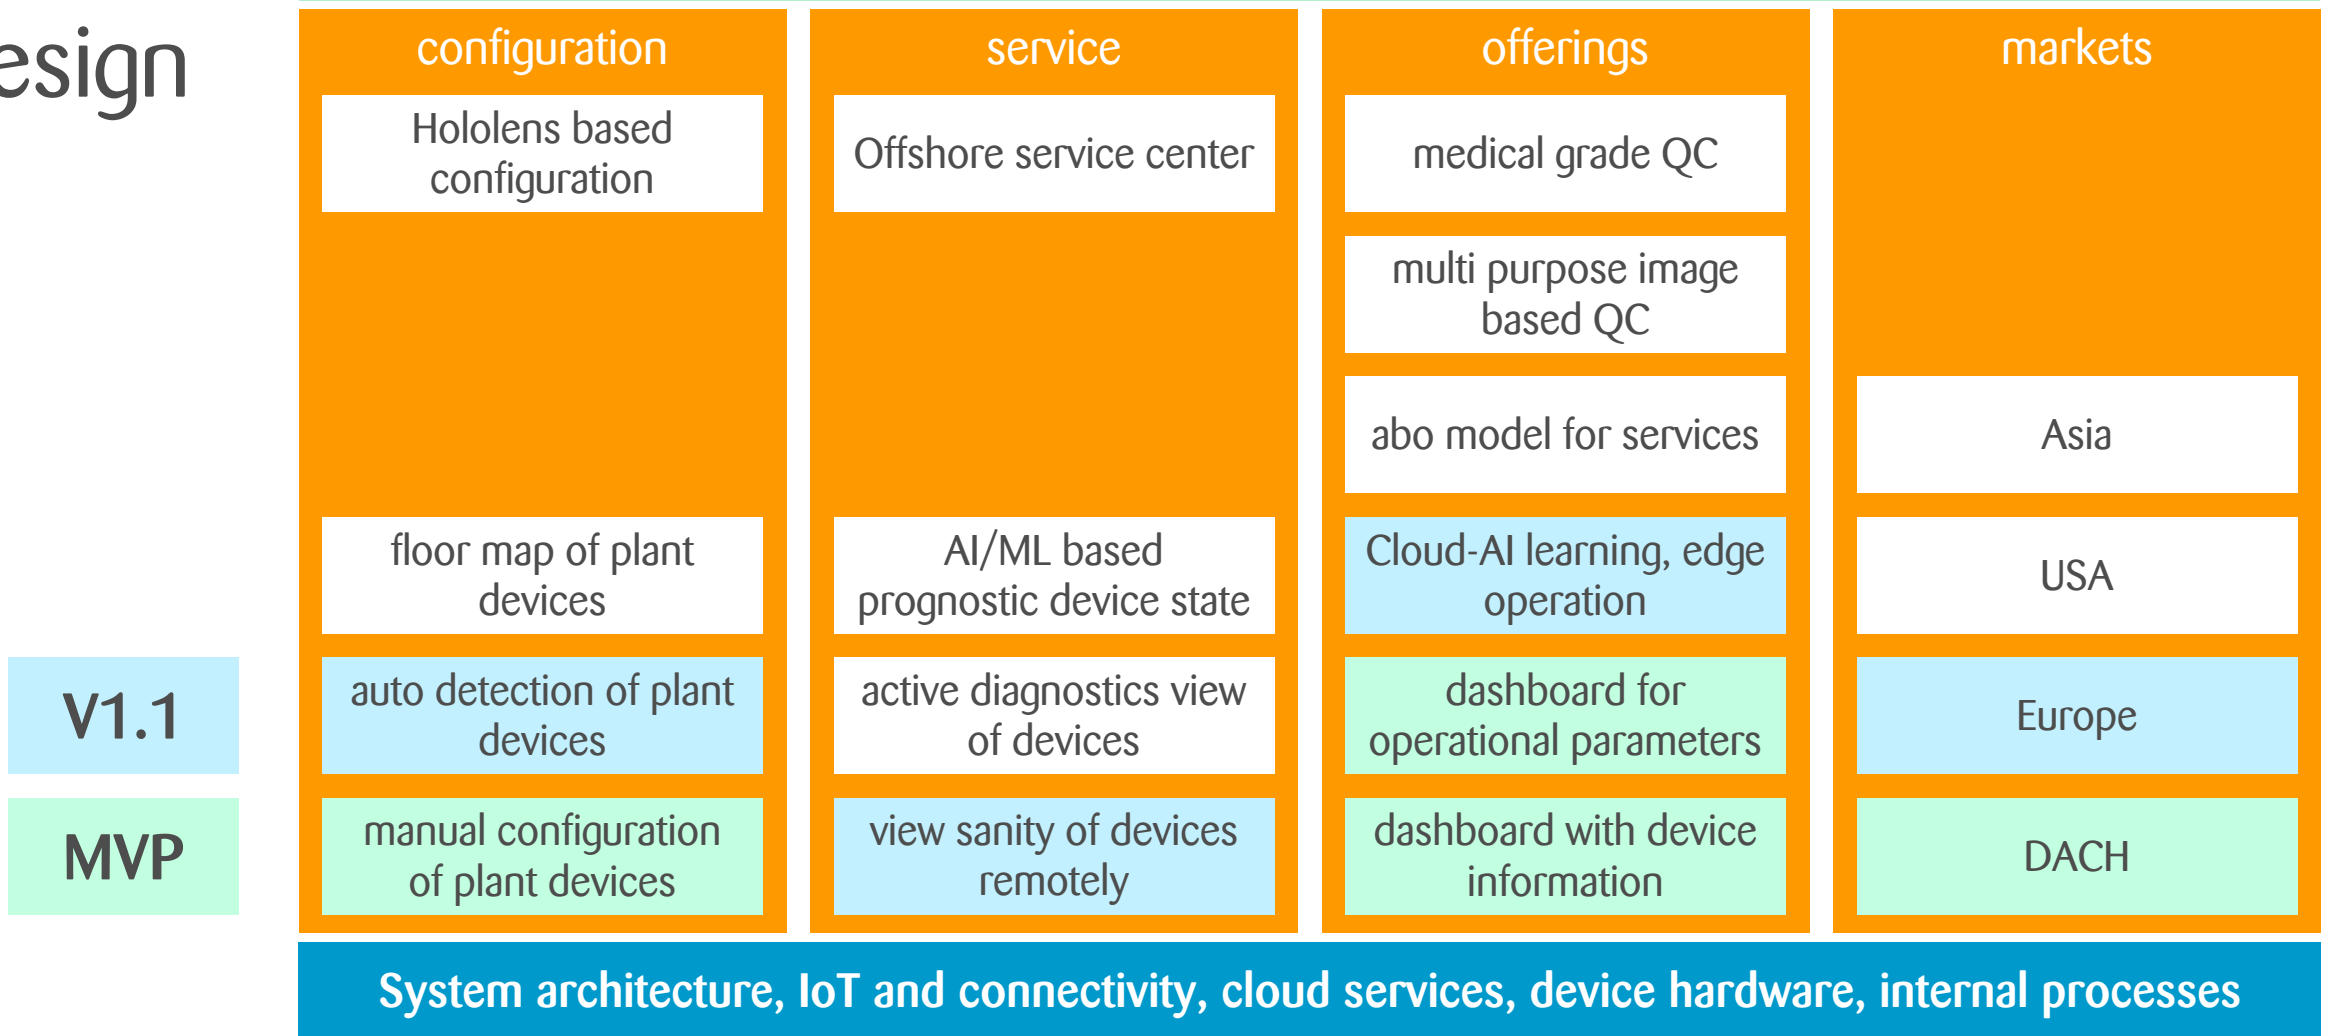 esign
configuration
Hololens based
configuration
floor map of plant
devices
auto detection of plant
devices
manual configuration
of plant devices
service
Offshore service center
AI/ML based
prognostic device state
active diagnostics view
of devices
view sanity of devices
remotely
offerings
medical grade QC
multi purpose image
based QC
abo model for services
Cloud-AI learning, edge
operation
dashboard for
operational parameters
dashboard with device
information
markets
Asia
USA
Europe
DACH
V1.1
MVP
System architecture, IoT and connectivity, cloud services, device hardware, internal processes